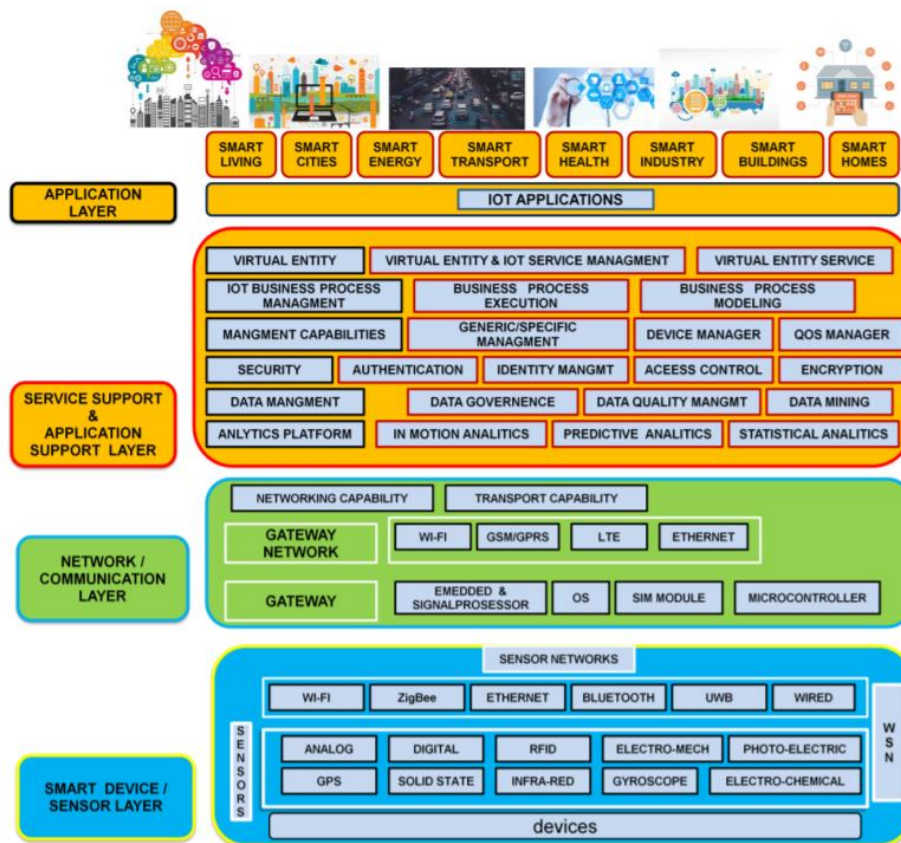 SMART LIVING
SMART CITIES
SMART ENERGY
SMART TRANSPORT
SMART HEALTH
SMART INDUSTRY
SMART BUILDINGS
SMART HOMES
APPLICATION
LAYER
IOT APPLICATIONS
SERVICE SUPPORT
&
APPLICATION
SUPPORT LAYER
VIRTUAL ENTITY
VIRTUAL ENTITY & IOT SERVICE MANAGMENT
VIRTUAL ENTITY SERVICE
IOT BUSINESS PROCESS
MANAGMENT
BUSINESS PROCESS
EXECUTION
BUSINESS PROCESS
MODELING
MANGMENT CAPABILITIES
GENERIC/SPECIFIC
MANAGMENT
DEVICE MANAGER
QOS MANAGER
SECURITY
AUTHENTICATION
IDENTITY MANGMT
ACEESS CONTROL
ENCRYPTION
DATA MANGMENT
DATA GOVERNENCE
DATA QUALITY MANGMT
DATA MINING
ANLYTICS PLATFORM
IN MOTION ANALITICS
PREDICTIVE ANALITICS
STATISTICAL ANALITICS
NETWORK /
COMMUNICATION
LAYER
NETWORKING CAPABILITY
TRANSPORT CAPABILITY
GATEWAY
NETWORK
WI-FI
GSM/GPRS
LTE
ETHERNET
GATEWAY
EMEDDED &
SIGNALPROSESSOR
OS
SIM MODULE
MICROCONTROLLER
SMART DEVICE /
SENSOR LAYER
SENSOR NETWORKS
WI-FI
ZigBee
ETHERNET
BLUETOOTH
UWB
WIRED
SENSORS
ANALOG
DIGITAL
RFID
ELECTRO-MECH
PHOTO-ELECTRIC
GPS
SOLID STATE
INFRA-RED
GYROSCOPE
ELECTRO-CHEMICAL
WSN
devices